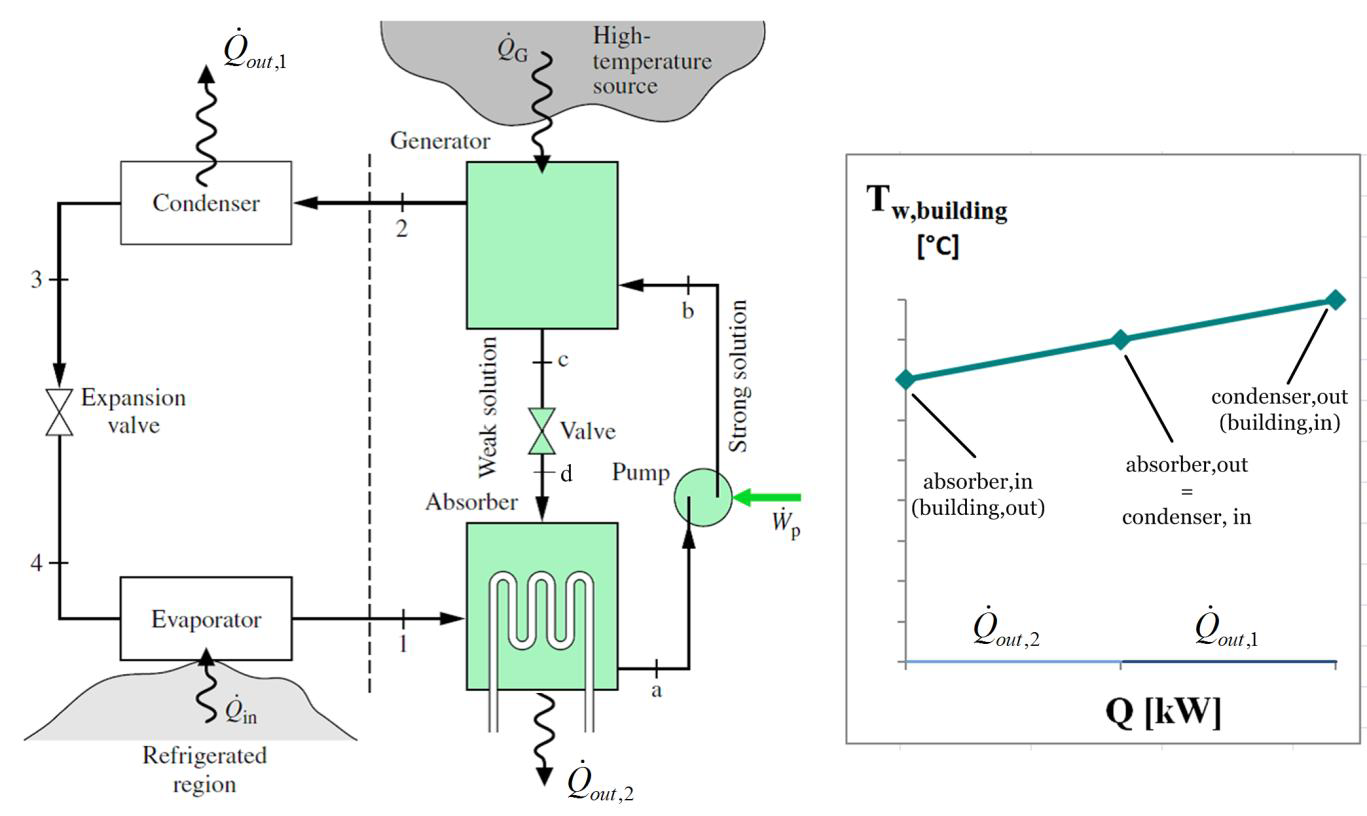 Q̇out,1
Q̇G
High-
temperature
source
Generator
Condenser
2
3
b
Strong solution
Weak solution
c
Expansion
valve
Valve
d
Pump
Ẇp
Absorber
4
Evaporator
1
a
Q̇in
Refrigerated
region
Q̇out,2
Tw,building
[°C]
condenser,out
(building,in)
absorber,out
=
condenser, in
absorber,in
(building,out)
Q̇out,2
Q̇out,1
Q [kW]